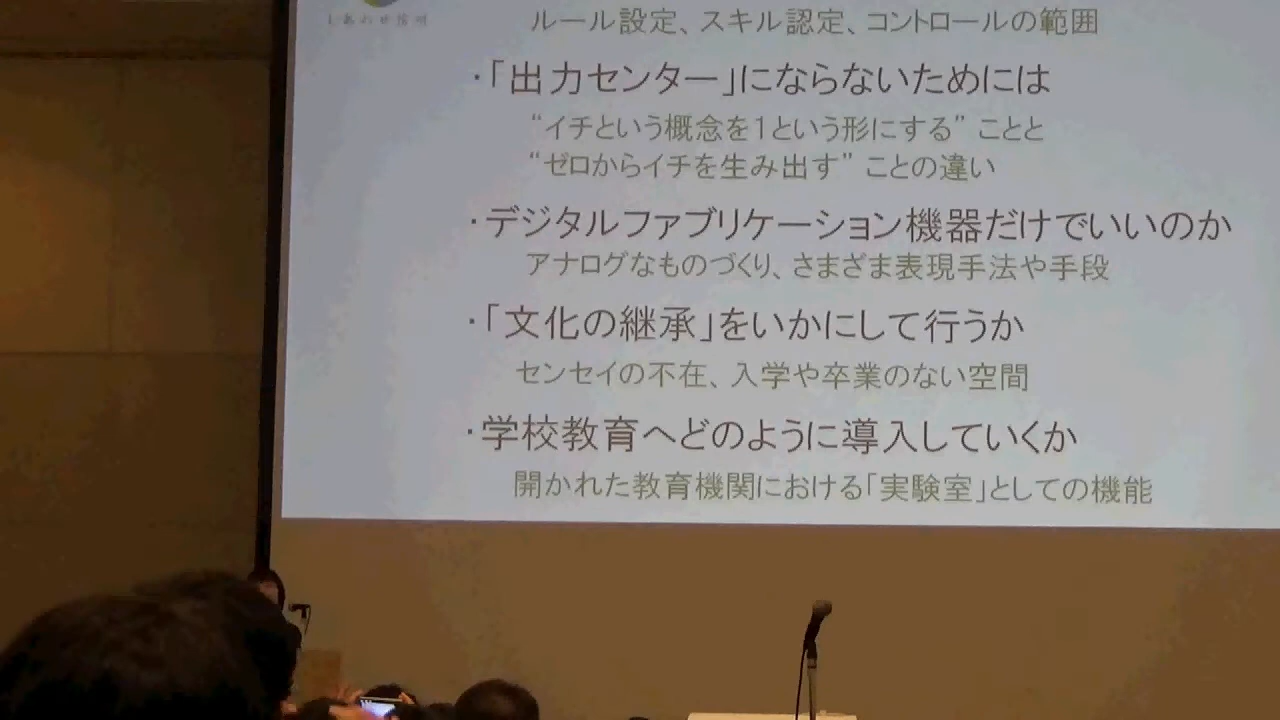 しあわせ信州
ルール設定、スキル認定、コントロールの範囲
・「出力センター」にならないためには
“イチという概念を1という形にする” ことと
“ゼロからイチを生み出す” ことの違い
・デジタルファブリケーション機器だけでいいのか
アナログなものづくり、さまざま表現手法や手段
・「文化の継承」をいかにして行うか
センセイの不在、入学や卒業のない空間
・学校教育へどのように導入していくか
開かれた教育機関における「実験室」としての機能